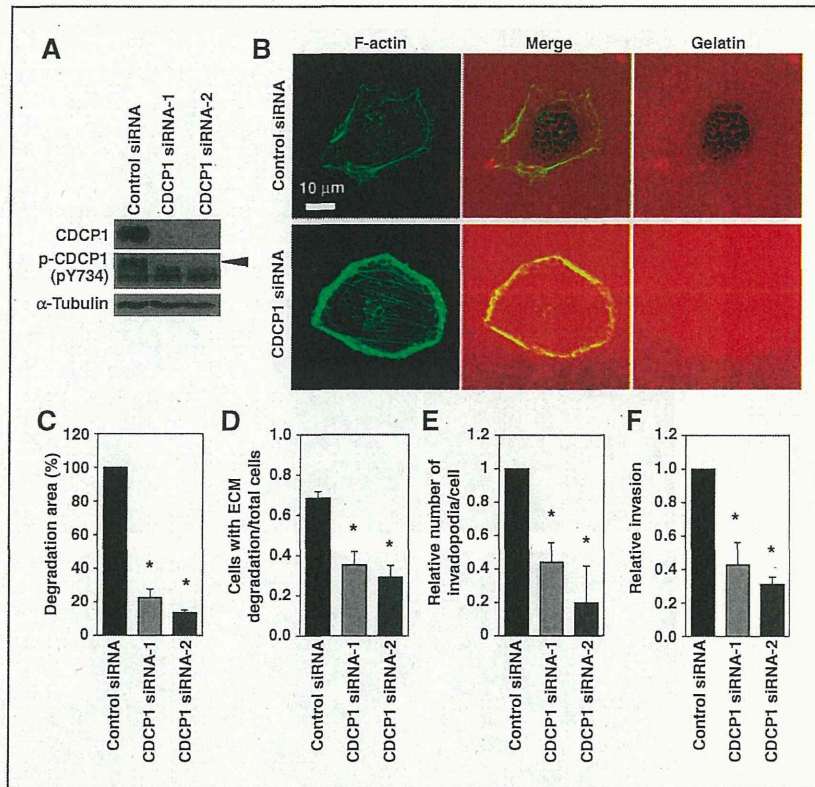 A
Control siRNA
CDCP1 siRNA-1
CDCP1 siRNA-2
CDCP1
p-CDCP1
(pY734)
α-Tubulin
B
F-actin
Merge
Gelatin
Control siRNA
10 μm
CDCP1 siRNA
C
Degradation area (%)
120
100
80
60
40
20
0
*
*
Control siRNA
CDCP1 siRNA-1
CDCP1 siRNA-2
D
Cells with ECM
degradation/total cells
1.0
0.8
0.6
0.4
0.2
0.0
*
*
Control siRNA
CDCP1 siRNA-1
CDCP1 siRNA-2
E
Relative number of
invadopodia/cell
1.2
1
0.8
0.6
0.4
0.2
0
*
*
Control siRNA
CDCP1 siRNA-1
CDCP1 siRNA-2
F
Relative invasion
1.2
1
0.8
0.6
0.4
0.2
0.0
*
*
Control siRNA
CDCP1 siRNA-1
CDCP1 siRNA-2